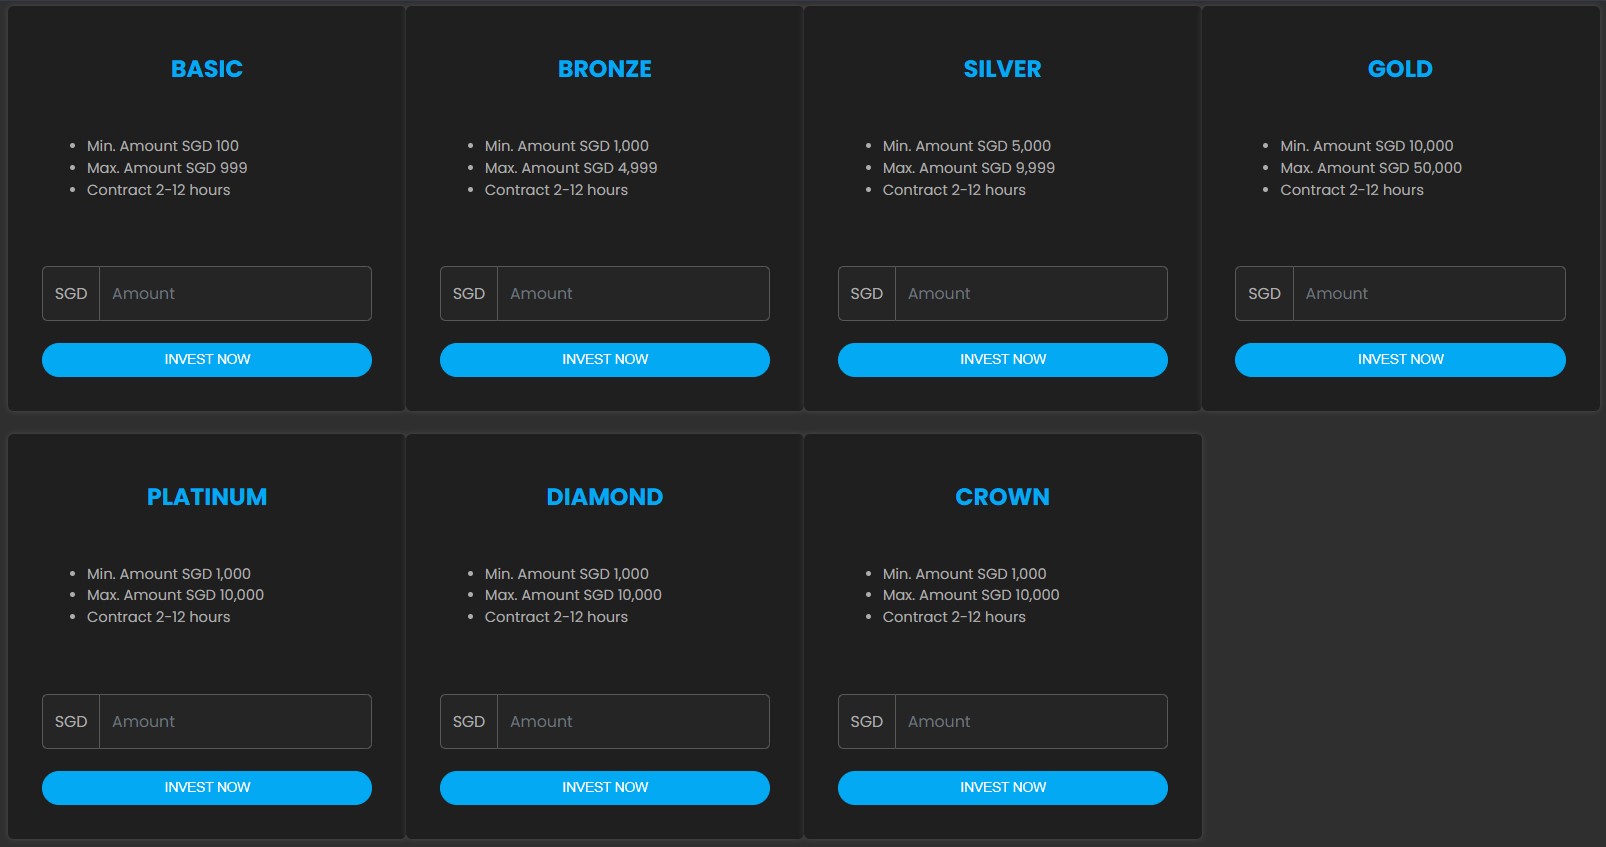 BASIC
Min. Amount SGD 100
Max. Amount SGD 999
Contract 2-12 hours
SGD Amount
INVEST NOW
BRONZE
Min. Amount SGD 1,000
Max. Amount SGD 4,999
Contract 2-12 hours
SGD Amount
INVEST NOW
SILVER
Min. Amount SGD 5,000
Max. Amount SGD 9,999
Contract 2-12 hours
SGD Amount
INVEST NOW
GOLD
Min. Amount SGD 10,000
Max. Amount SGD 50,000
Contract 2-12 hours
SGD Amount
INVEST NOW
PLATINUM
Min. Amount SGD 1,000
Max. Amount SGD 10,000
Contract 2-12 hours
SGD Amount
INVEST NOW
DIAMOND
Min. Amount SGD 1,000
Max. Amount SGD 10,000
Contract 2-12 hours
SGD Amount
INVEST NOW
CROWN
Min. Amount SGD 1,000
Max. Amount SGD 10,000
Contract 2-12 hours
SGD Amount
INVEST NOW